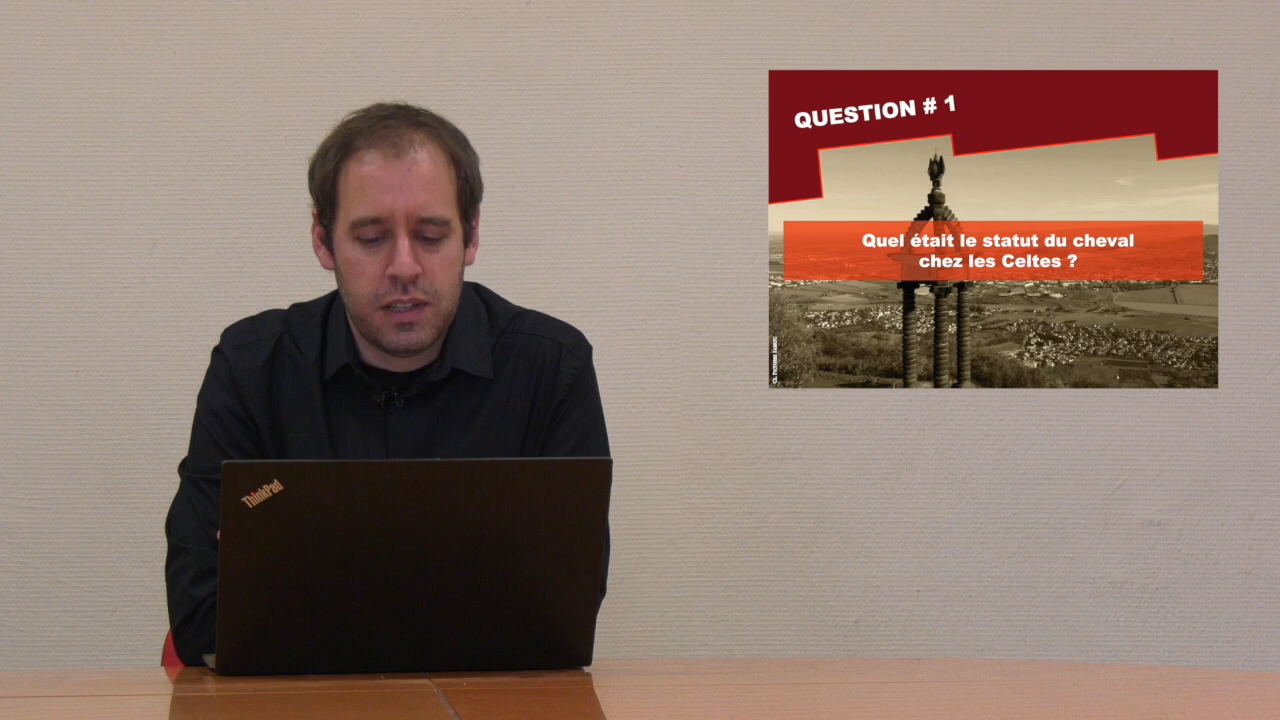 QUESTION # 1
Quel était le statut du cheval
chez les Celtes ?
ThinkPad